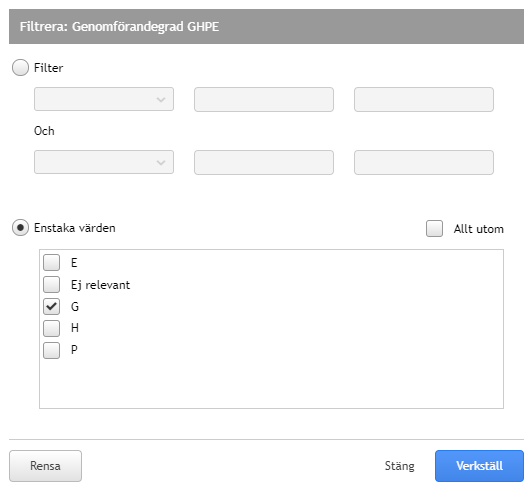 Filtrera: Genomförandegrad GHPE
Filter
Och
Enstaka värden
Allt utom
E
Ej relevant
G
H
P
Rensa
Stäng
Verkställ